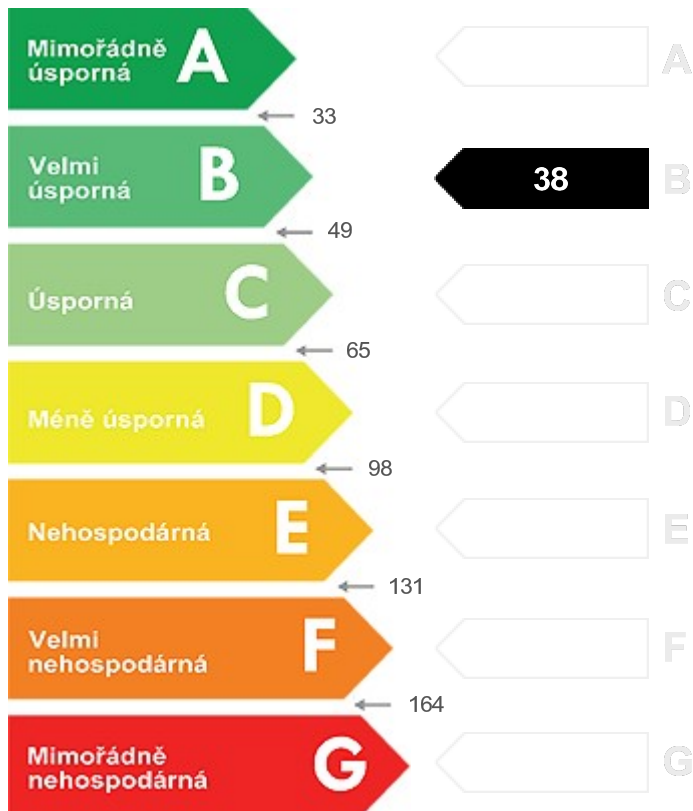 Mimořádně
úsporná
A
A
33
Velmi
úsporná
B
38
B
49
Úsporná
C
C
65
Méně úsporná
D
D
98
Nehospodárná
E
E
131
Velmi
nehospodárná
F
F
164
Mimořádně
nehospodárná
G
G